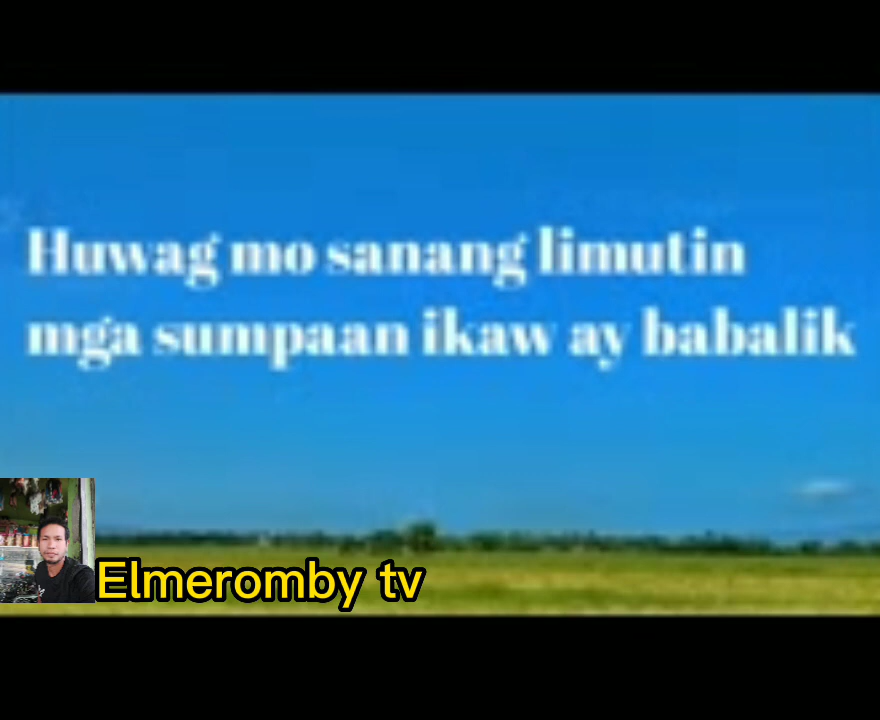 Huwag mo sanang limutin
mga sumpaan ikaw ay babalik
Elmeromby tv